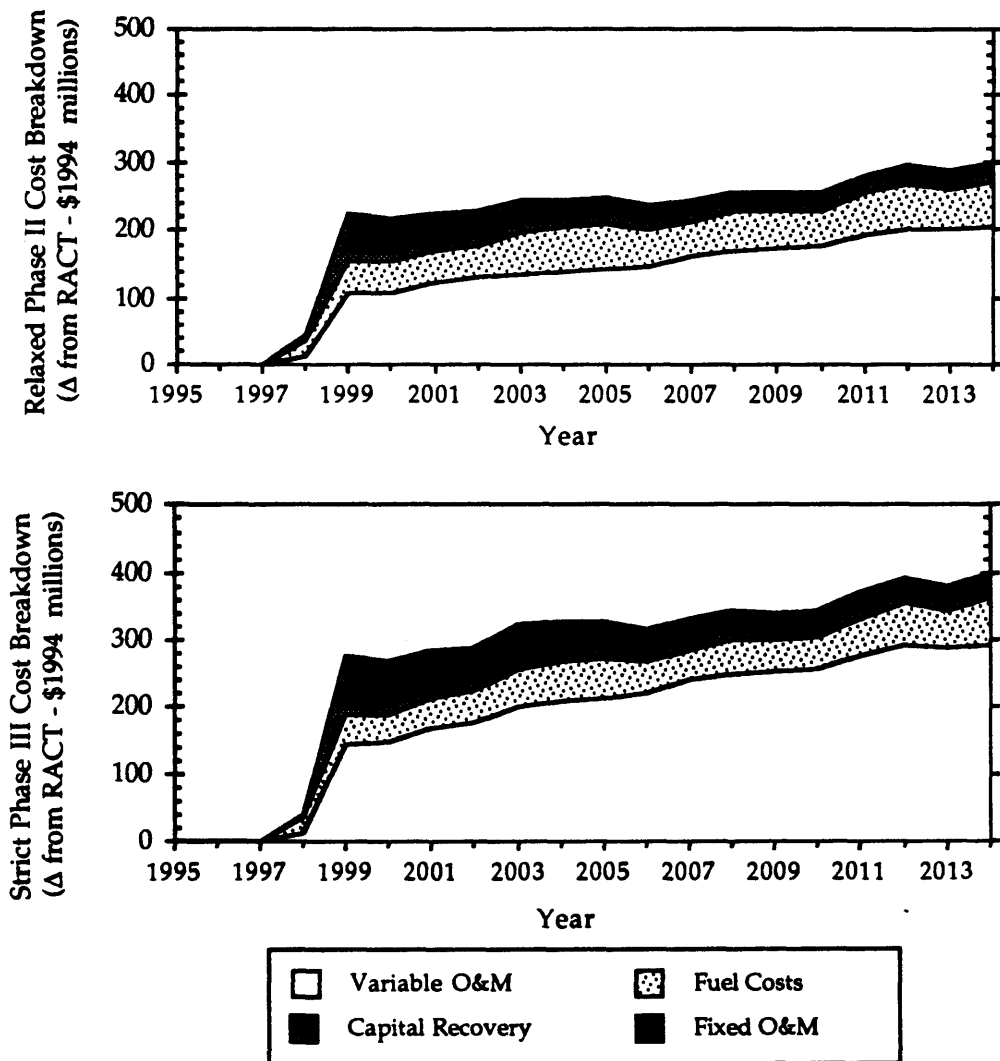 Relaxed Phase II Cost Breakdown
(Δ from RACT - $1994 millions)
500
400
300
200
100
0
1995 1997 1999 2001 2003 2005 2007 2009 2011 2013
Year
Strict Phase III Cost Breakdown
(Δ from RACT - $1994 millions)
500
400
300
200
100
0
1995 1997 1999 2001 2003 2005 2007 2009 2011 2013
Year
Variable O&M
Fuel Costs
Capital Recovery
Fixed O&M